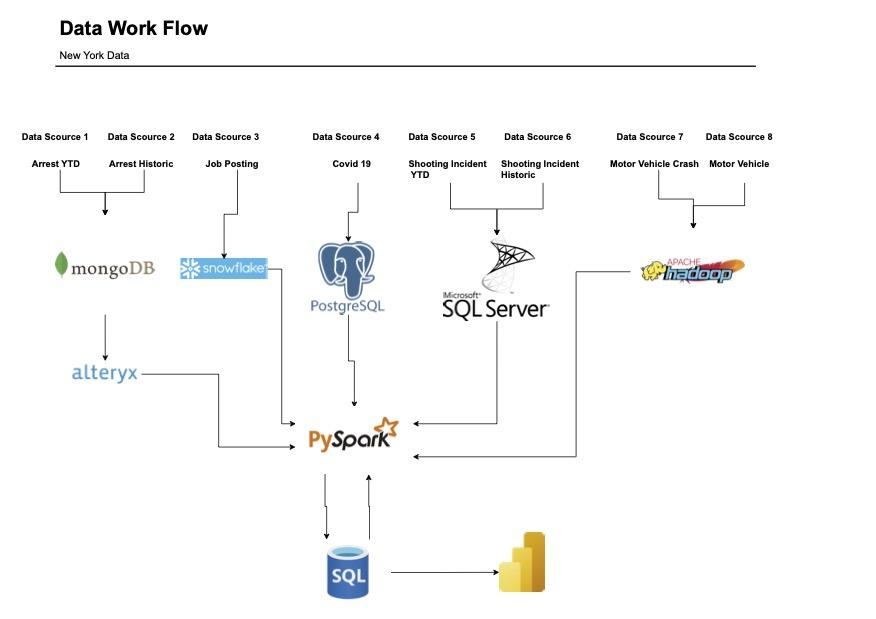 Data Work Flow
New York Data
Data Scource 1
Data Scource 2
Data Scource 3
Data Scource 4
Data Scource 5
Data Scource 6
Data Scource 7
Data Scource 8
Arrest YTD
Arrest Historic
Job Posting
Covid 19
Shooting Incident
YTD
Shooting Incident
Historic
Motor Vehicle Crash
Motor Vehicle
mongoDB
snowflake
PostgreSQL
Microsoft
SQL Server
APACHE
hadoop
alteryx
PySpark
SQL